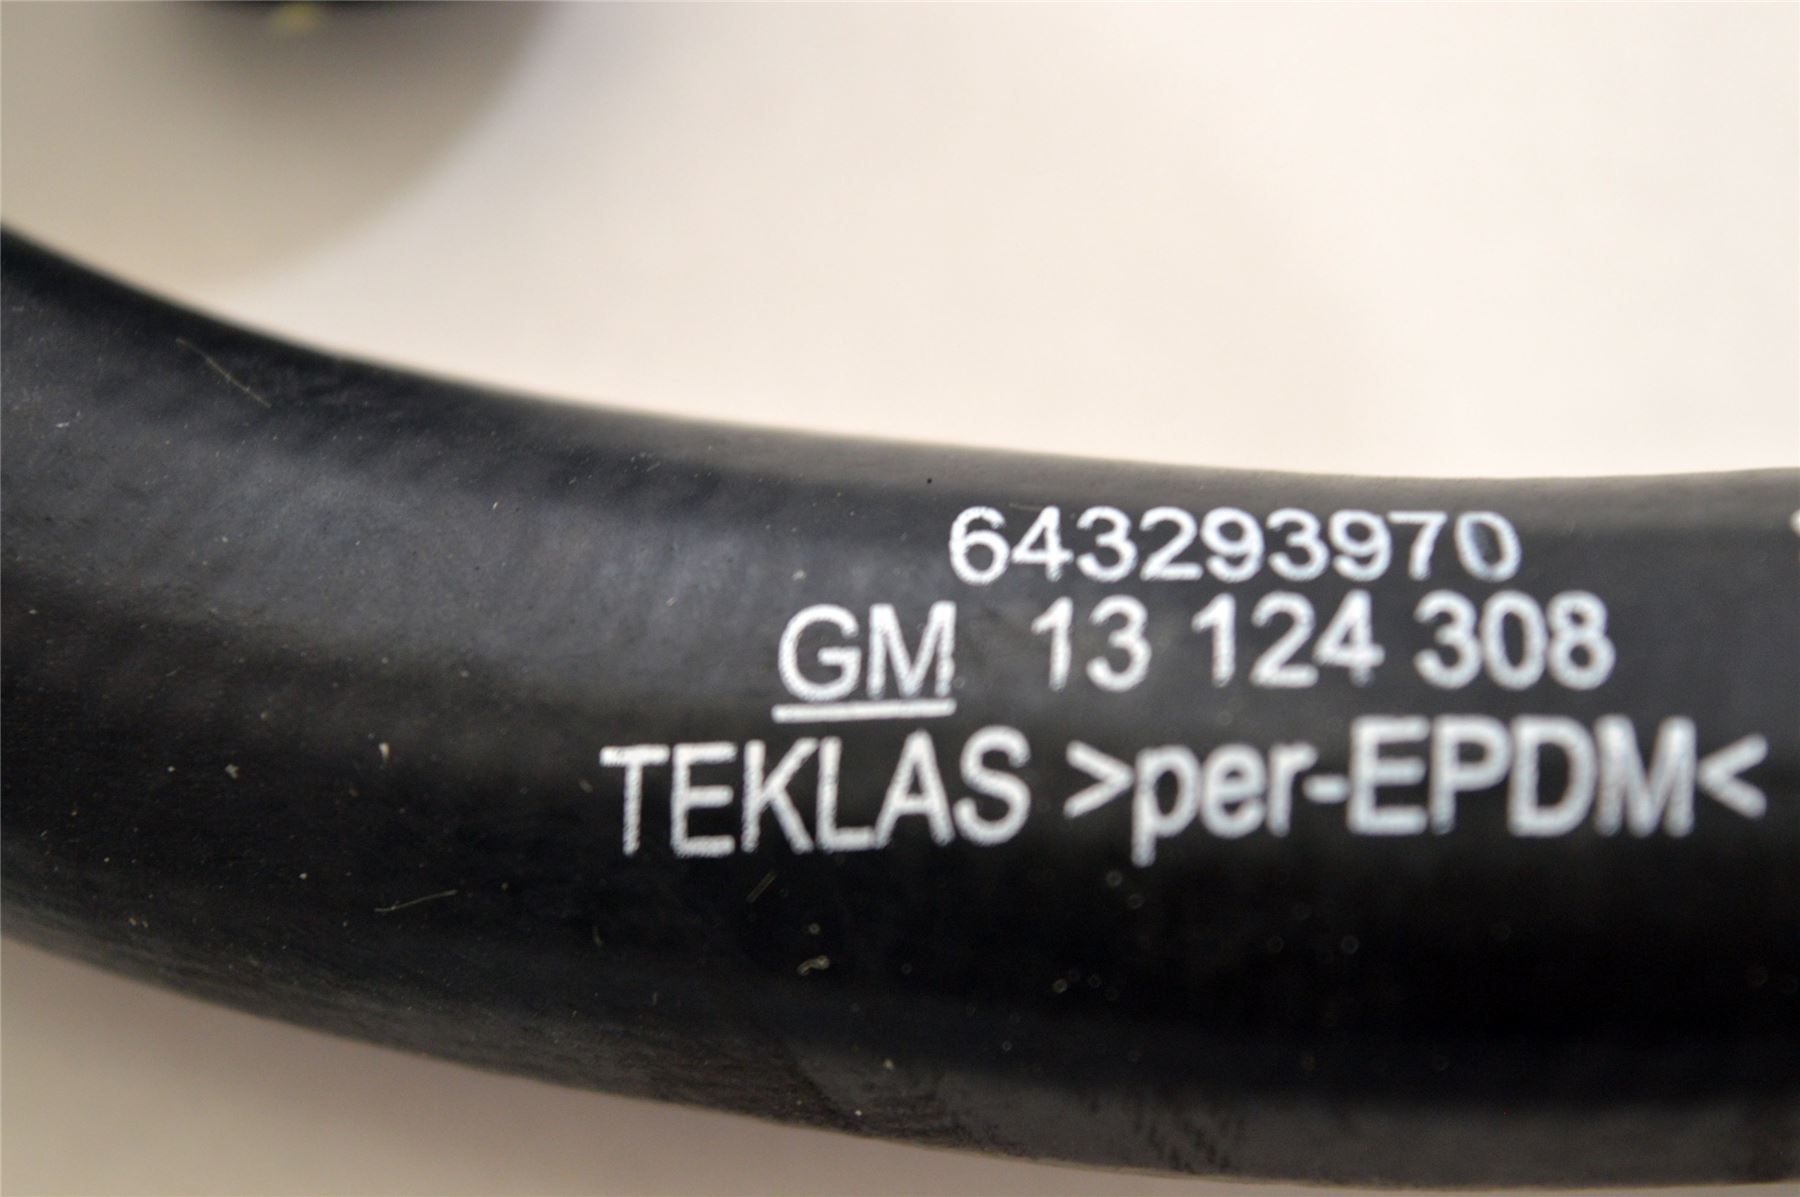 643293970
GM 13 124 308
TEKLAS >per-EPDM<